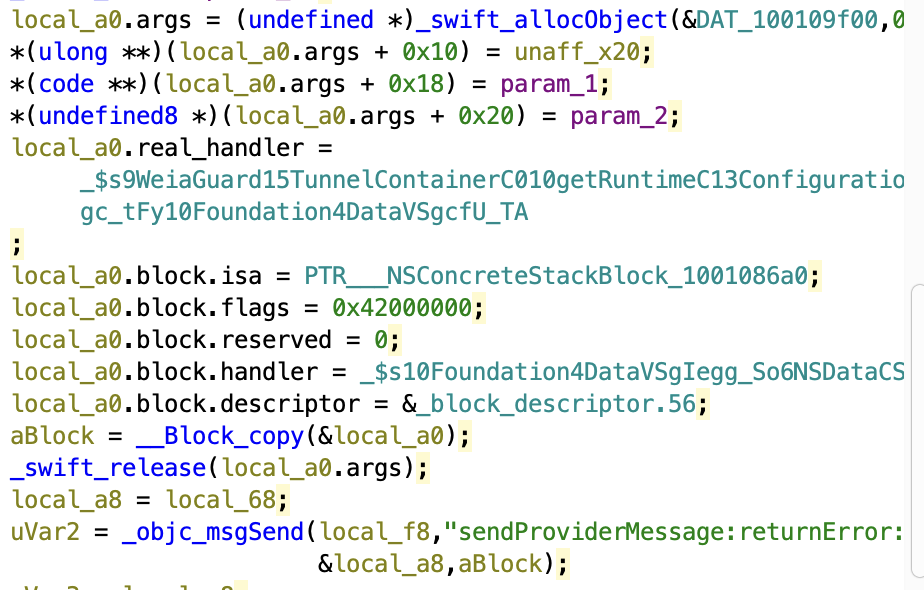 local_a0.args = (undefined *)_swift_allocObject(&DAT_100109f00,0
*(ulong **)(local_a0.args + 0x10) = unaff_x20;
*(code **)(local_a0.args + 0x18) = param_1;
*(undefined8 *)(local_a0.args + 0x20) = param_2;
local_a0.real_handler =
_$s9WeiaGuard15TunnelContainerC010getRuntimeC13Configuratio
gc_tFy10Foundation4DataVSgcfU_TA
;
local_a0.block.isa = PTR___NSConcreteStackBlock_1001086a0;
local_a0.block.flags = 0x42000000;
local_a0.block.reserved = 0;
local_a0.block.handler = _$s10Foundation4DataVSgIegg_So6NSDataCS
local_a0.block.descriptor = &_block_descriptor.56;
aBlock = __Block_copy(&local_a0);
_swift_release(local_a0.args);
local_a8 = local_68;
uVar2 = _objc_msgSend(local_f8,"sendProviderMessage:returnError:
&local_a8,aBlock);